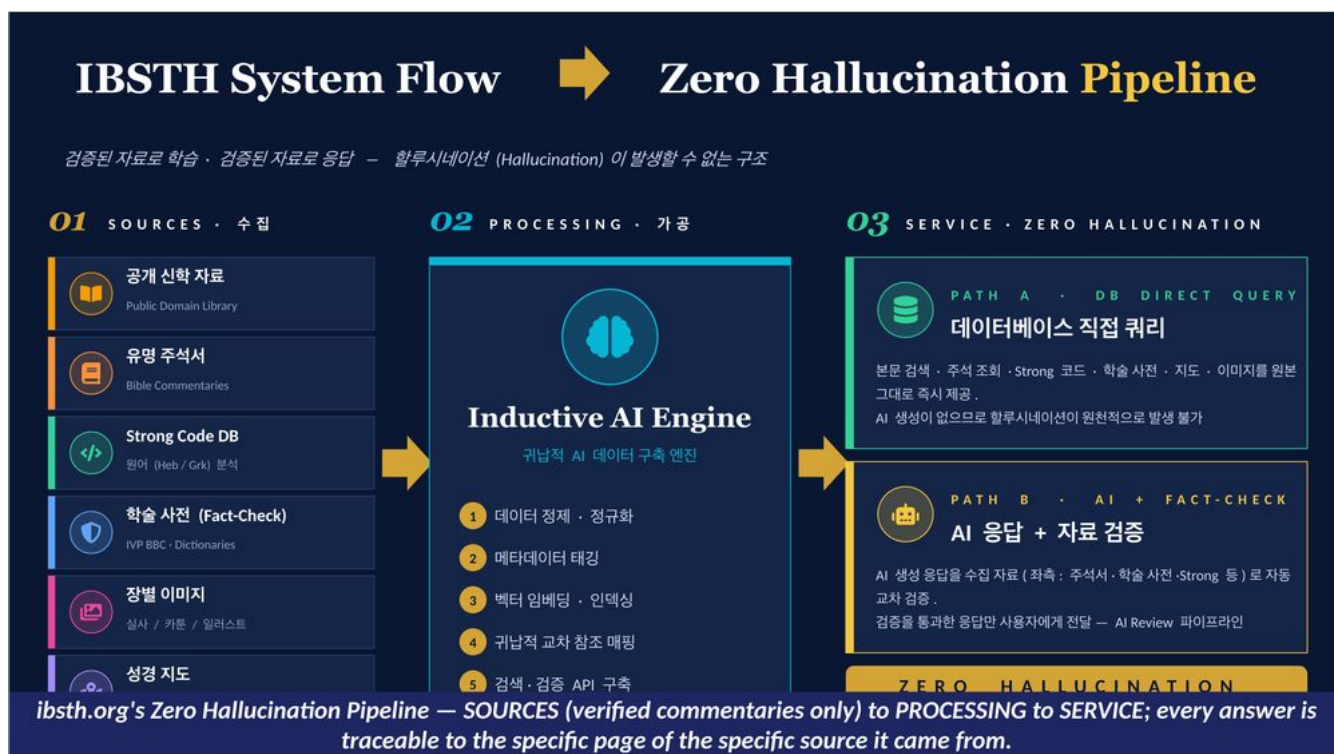 IBSTH System Flow
Zero Hallucination Pipeline
검증된 자료로 학습 · 검증된 자료로 응답 – 할루시네이션 (Hallucination) 이 발생할 수 없는 구조
01 SOURCES · 수집
공개 신학 자료
Public Domain Library
유명 주석서
Bible Commentaries
Strong Code DB
원어 (Heb / Grk) 분석
학술 사전 (Fact-Check)
IVP BBC · Dictionaries
장별 이미지
실사 / 카툰 / 일러스트
성경 지도
02 PROCESSING · 가공
Inductive AI Engine
귀납적 AI 데이터 구축 엔진
1 데이터 정제 · 정규화
2 메타데이터 태깅
3 벡터 임베딩 · 인덱싱
4 귀납적 교차 참조 매핑
5 검색 · 검증 API 구축
03 SERVICE · ZERO HALLUCINATION
PATH A · DB DIRECT QUERY
데이터베이스 직접 쿼리
본문 검색 · 주석 조회 · Strong 코드 · 학술 사전 · 지도 · 이미지를 원본
그대로 즉시 제공 .
AI 생성이 없으므로 할루시네이션이 원천적으로 발생 불가
PATH B · AI + FACT-CHECK
AI 응답 + 자료 검증
AI 생성 응답을 수집 자료 ( 좌측 : 주석서 · 학술 사전 ·Strong 등 ) 로 자동
교차 검증 .
검증을 통과한 응답만 사용자에게 전달 — AI Review 파이프라인
ZERO HALLUCINATION
ibsth.org's Zero Hallucination Pipeline — SOURCES (verified commentaries only) to PROCESSING to SERVICE; every answer is
traceable to the specific page of the specific source it came from.